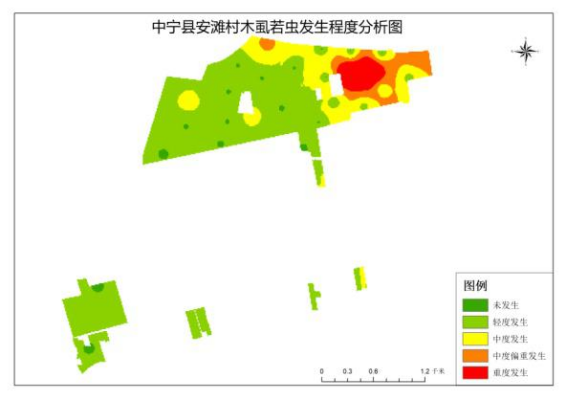 中宁县安滩村木虱若虫发生程度分析图
图例
未发生
轻度发生
中度发生
中度偏重发生
重度发生
0 0.3 0.6 1.2 千米